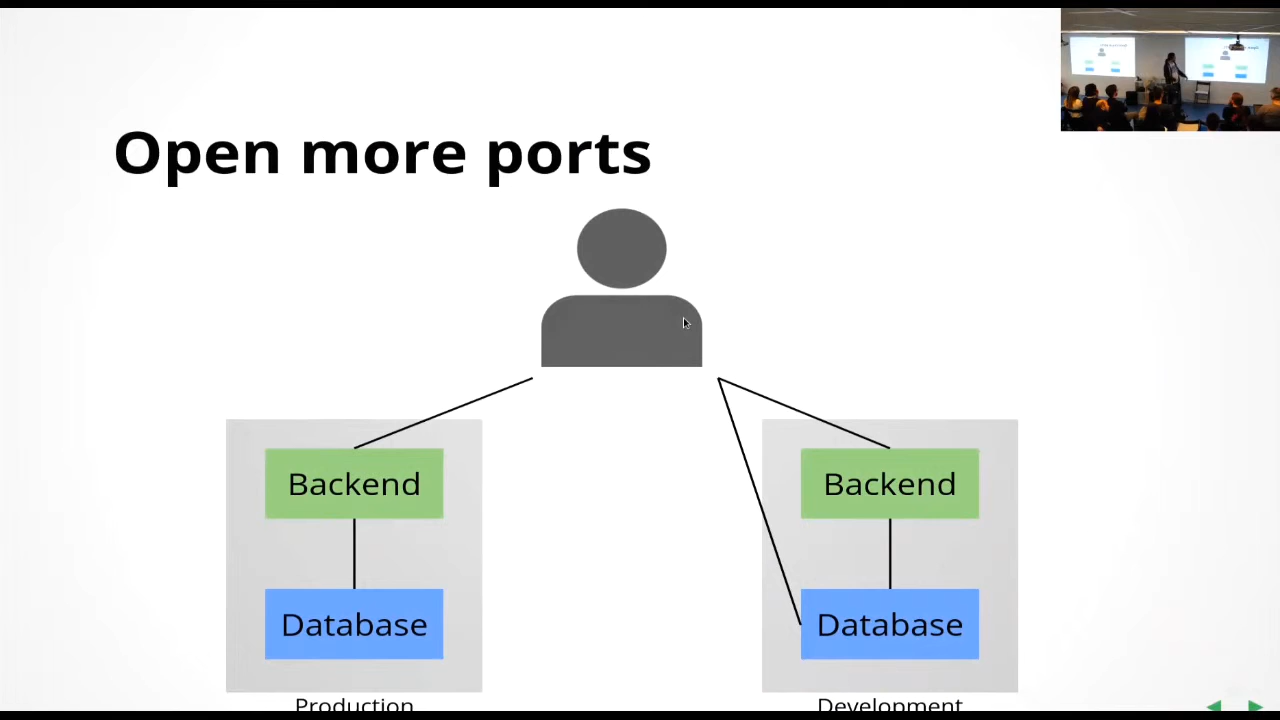 Open more ports
Backend
Backend
Database
Database
Production
Development